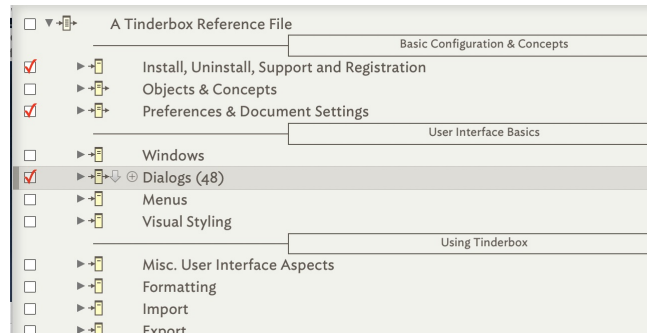 A Tinderbox Reference File
Basic Configuration & Concepts
Install, Uninstall, Support and Registration
Objects & Concepts
Preferences & Document Settings
User Interface Basics
Windows
Dialogs (48)
Menus
Visual Styling
Using Tinderbox
Misc. User Interface Aspects
Formatting
Import
Export